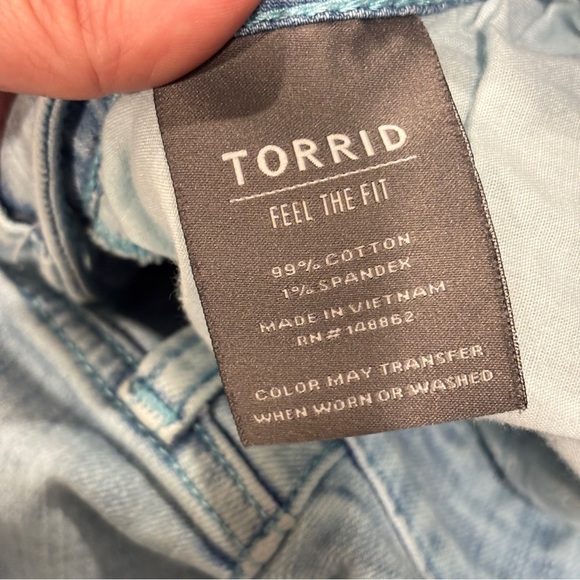 TORRID
FEEL THE FIT
99% COTTON
1% SPANDEX
MADE IN VIETNAM
RN# 148862
COLOR MAY TRANSFER
WHEN WORN OR WASHED